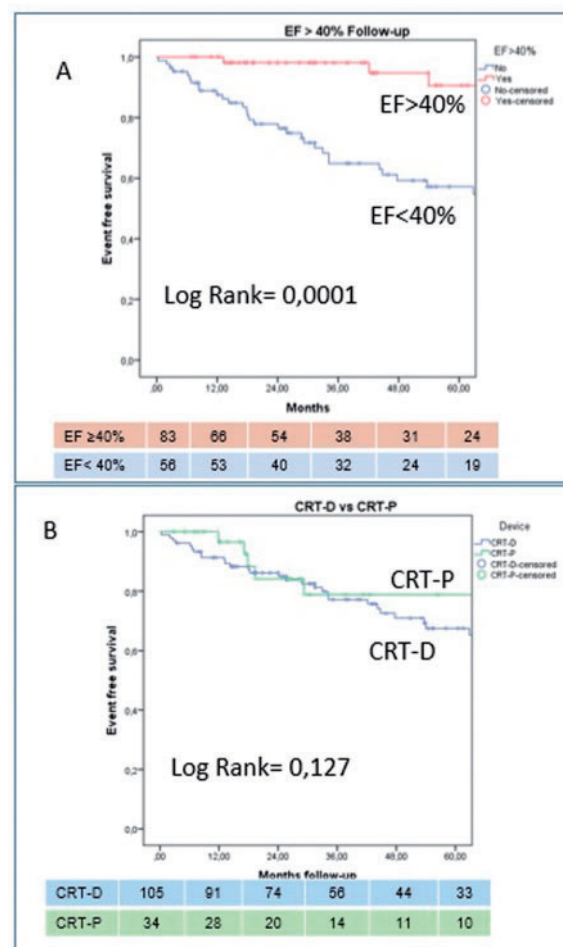 EF > 40% Follow-up
A
EF>40%
No
Yes
No-censored
Yes-censored
1,0
0,8
0,6
0,4
0,2
0,0
Event free survival
EF>40%
EF<40%
Log Rank= 0,0001
,00 12,00 24,00 36,00 48,00 60,00
Months
EF ≥40% 83 66 54 38 31 24
EF< 40% 56 53 40 32 24 19
B
CRT-D vs CRT-P
Device
CRT-D
CRT-P
CRT-D-censored
CRT-P-censored
1,0
0,8
0,6
0,4
0,2
0,0
Event free survival
CRT-P
CRT-D
Log Rank= 0,127
,00 12,00 24,00 36,00 48,00 60,00
Months follow-up
CRT-D 105 91 74 56 44 33
CRT-P 34 28 20 14 11 10